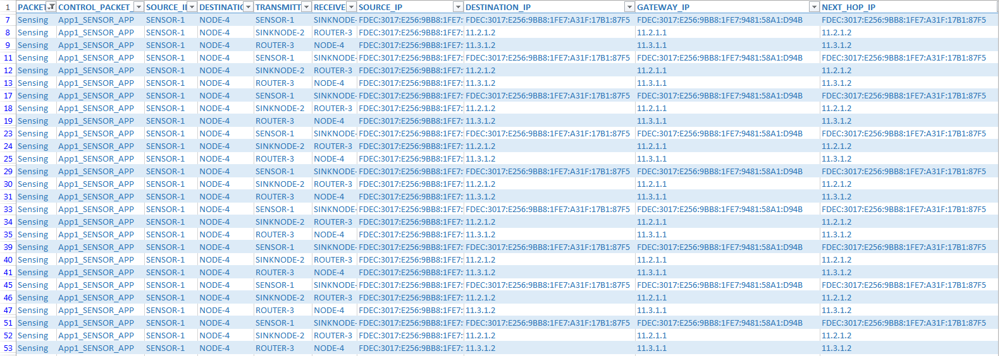 1 PACKET CONTROL_PACKET_ SOURCE_I DESTINATIO TRANSMITT RECEIVE SOURCE_IP DESTINATION_IP GATEWAY_IP NEXT_HOP_IP
7 Sensing App1_SENSOR_APP SENSOR-1 NODE-4 SENSOR-1 SINKNODE- FDEC:3017:E256:9BB8:1FE7: FDEC:3017:E256:9BB8:1FE7:A31F:17B1:87F5 FDEC:3017:E256:9BB8:1FE7:9481:58A1:D94B FDEC:3017:E256:9BB8:1FE7:A31F:17B1:87F5
8 Sensing App1_SENSOR_APP SENSOR-1 NODE-4 SINKNODE-2 ROUTER-3 FDEC:3017:E256:9BB8:1FE7: 11.2.1.2 11.2.1.1 11.2.1.2
9 Sensing App1_SENSOR_APP SENSOR-1 NODE-4 ROUTER-3 NODE-4 FDEC:3017:E256:9BB8:1FE7: 11.3.1.2 11.3.1.1 11.3.1.2
11 Sensing App1_SENSOR_APP SENSOR-1 NODE-4 SENSOR-1 SINKNODE- FDEC:3017:E256:9BB8:1FE7: FDEC:3017:E256:9BB8:1FE7:A31F:17B1:87F5 FDEC:3017:E256:9BB8:1FE7:9481:58A1:D94B FDEC:3017:E256:9BB8:1FE7:A31F:17B1:87F5
12 Sensing App1_SENSOR_APP SENSOR-1 NODE-4 SINKNODE-2 ROUTER-3 FDEC:3017:E256:9BB8:1FE7: 11.2.1.2 11.2.1.1 11.2.1.2
13 Sensing App1_SENSOR_APP SENSOR-1 NODE-4 ROUTER-3 NODE-4 FDEC:3017:E256:9BB8:1FE7: 11.3.1.2 11.3.1.1 11.3.1.2
17 Sensing App1_SENSOR_APP SENSOR-1 NODE-4 SENSOR-1 SINKNODE- FDEC:3017:E256:9BB8:1FE7: FDEC:3017:E256:9BB8:1FE7:A31F:17B1:87F5 FDEC:3017:E256:9BB8:1FE7:9481:58A1:D94B FDEC:3017:E256:9BB8:1FE7:A31F:17B1:87F5
18 Sensing App1_SENSOR_APP SENSOR-1 NODE-4 SINKNODE-2 ROUTER-3 FDEC:3017:E256:9BB8:1FE7: 11.2.1.2 11.2.1.1 11.2.1.2
19 Sensing App1_SENSOR_APP SENSOR-1 NODE-4 ROUTER-3 NODE-4 FDEC:3017:E256:9BB8:1FE7: 11.3.1.2 11.3.1.1 11.3.1.2
23 Sensing App1_SENSOR_APP SENSOR-1 NODE-4 SENSOR-1 SINKNODE- FDEC:3017:E256:9BB8:1FE7: FDEC:3017:E256:9BB8:1FE7:A31F:17B1:87F5 FDEC:3017:E256:9BB8:1FE7:9481:58A1:D94B FDEC:3017:E256:9BB8:1FE7:A31F:17B1:87F5
24 Sensing App1_SENSOR_APP SENSOR-1 NODE-4 SINKNODE-2 ROUTER-3 FDEC:3017:E256:9BB8:1FE7: 11.2.1.2 11.2.1.1 11.2.1.2
25 Sensing App1_SENSOR_APP SENSOR-1 NODE-4 ROUTER-3 NODE-4 FDEC:3017:E256:9BB8:1FE7: 11.3.1.2 11.3.1.1 11.3.1.2
29 Sensing App1_SENSOR_APP SENSOR-1 NODE-4 SENSOR-1 SINKNODE- FDEC:3017:E256:9BB8:1FE7: FDEC:3017:E256:9BB8:1FE7:A31F:17B1:87F5 FDEC:3017:E256:9BB8:1FE7:9481:58A1:D94B FDEC:3017:E256:9BB8:1FE7:A31F:17B1:87F5
30 Sensing App1_SENSOR_APP SENSOR-1 NODE-4 SINKNODE-2 ROUTER-3 FDEC:3017:E256:9BB8:1FE7: 11.2.1.2 11.2.1.1 11.2.1.2
31 Sensing App1_SENSOR_APP SENSOR-1 NODE-4 ROUTER-3 NODE-4 FDEC:3017:E256:9BB8:1FE7: 11.3.1.2 11.3.1.1 11.3.1.2
33 Sensing App1_SENSOR_APP SENSOR-1 NODE-4 SENSOR-1 SINKNODE- FDEC:3017:E256:9BB8:1FE7: FDEC:3017:E256:9BB8:1FE7:A31F:17B1:87F5 FDEC:3017:E256:9BB8:1FE7:9481:58A1:D94B FDEC:3017:E256:9BB8:1FE7:A31F:17B1:87F5
34 Sensing App1_SENSOR_APP SENSOR-1 NODE-4 SINKNODE-2 ROUTER-3 FDEC:3017:E256:9BB8:1FE7: 11.2.1.2 11.2.1.1 11.2.1.2
35 Sensing App1_SENSOR_APP SENSOR-1 NODE-4 ROUTER-3 NODE-4 FDEC:3017:E256:9BB8:1FE7: 11.3.1.2 11.3.1.1 11.3.1.2
39 Sensing App1_SENSOR_APP SENSOR-1 NODE-4 SENSOR-1 SINKNODE- FDEC:3017:E256:9BB8:1FE7: FDEC:3017:E256:9BB8:1FE7:A31F:17B1:87F5 FDEC:3017:E256:9BB8:1FE7:9481:58A1:D94B FDEC:3017:E256:9BB8:1FE7:A31F:17B1:87F5
40 Sensing App1_SENSOR_APP SENSOR-1 NODE-4 SINKNODE-2 ROUTER-3 FDEC:3017:E256:9BB8:1FE7: 11.2.1.2 11.2.1.1 11.2.1.2
41 Sensing App1_SENSOR_APP SENSOR-1 NODE-4 ROUTER-3 NODE-4 FDEC:3017:E256:9BB8:1FE7: 11.3.1.2 11.3.1.1 11.3.1.2
45 Sensing App1_SENSOR_APP SENSOR-1 NODE-4 SENSOR-1 SINKNODE- FDEC:3017:E256:9BB8:1FE7: FDEC:3017:E256:9BB8:1FE7:A31F:17B1:87F5 FDEC:3017:E256:9BB8:1FE7:9481:58A1:D94B FDEC:3017:E256:9BB8:1FE7:A31F:17B1:87F5
46 Sensing App1_SENSOR_APP SENSOR-1 NODE-4 SINKNODE-2 ROUTER-3 FDEC:3017:E256:9BB8:1FE7: 11.2.1.2 11.2.1.1 11.2.1.2
47 Sensing App1_SENSOR_APP SENSOR-1 NODE-4 ROUTER-3 NODE-4 FDEC:3017:E256:9BB8:1FE7: 11.3.1.2 11.3.1.1 11.3.1.2
51 Sensing App1_SENSOR_APP SENSOR-1 NODE-4 SENSOR-1 SINKNODE- FDEC:3017:E256:9BB8:1FE7: FDEC:3017:E256:9BB8:1FE7:A31F:17B1:87F5 FDEC:3017:E256:9BB8:1FE7:9481:58A1:D94B FDEC:3017:E256:9BB8:1FE7:A31F:17B1:87F5
52 Sensing App1_SENSOR_APP SENSOR-1 NODE-4 SINKNODE-2 ROUTER-3 FDEC:3017:E256:9BB8:1FE7: 11.2.1.2 11.2.1.1 11.2.1.2
53 Sensing App1_SENSOR_APP SENSOR-1 NODE-4 ROUTER-3 NODE-4 FDEC:3017:E256:9BB8:1FE7: 11.3.1.2 11.3.1.1 11.3.1.2